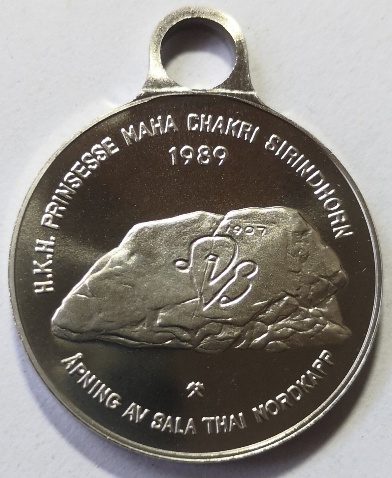 H.K.H. PRINSESSE MAHA CHAKRI SIRINDHORN
1989
1907
ÅPNING AV SALA THAI NORDKAPP